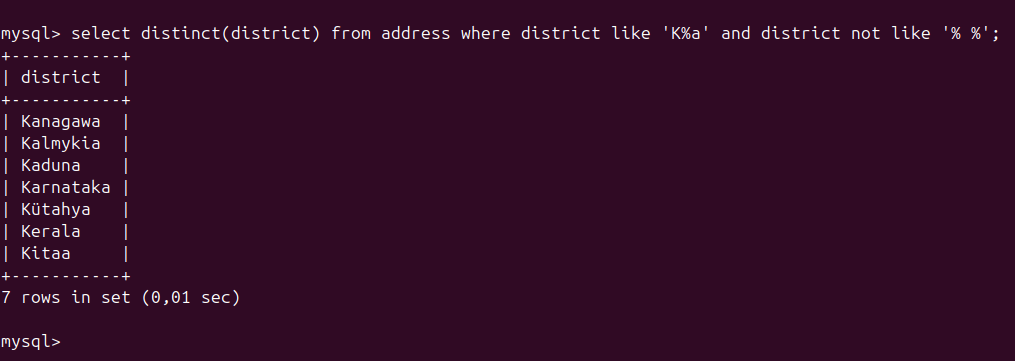 mysql> select distinct(district) from address where district like 'K%a' and district not like '% %';
+-----------+
| district  |
+-----------+
| Kanagawa  |
| Kalmykia  |
| Kaduna    |
| Karnataka |
| Kütahya   |
| Kerala    |
| Kitaa     |
+-----------+
7 rows in set (0,01 sec)
mysql>